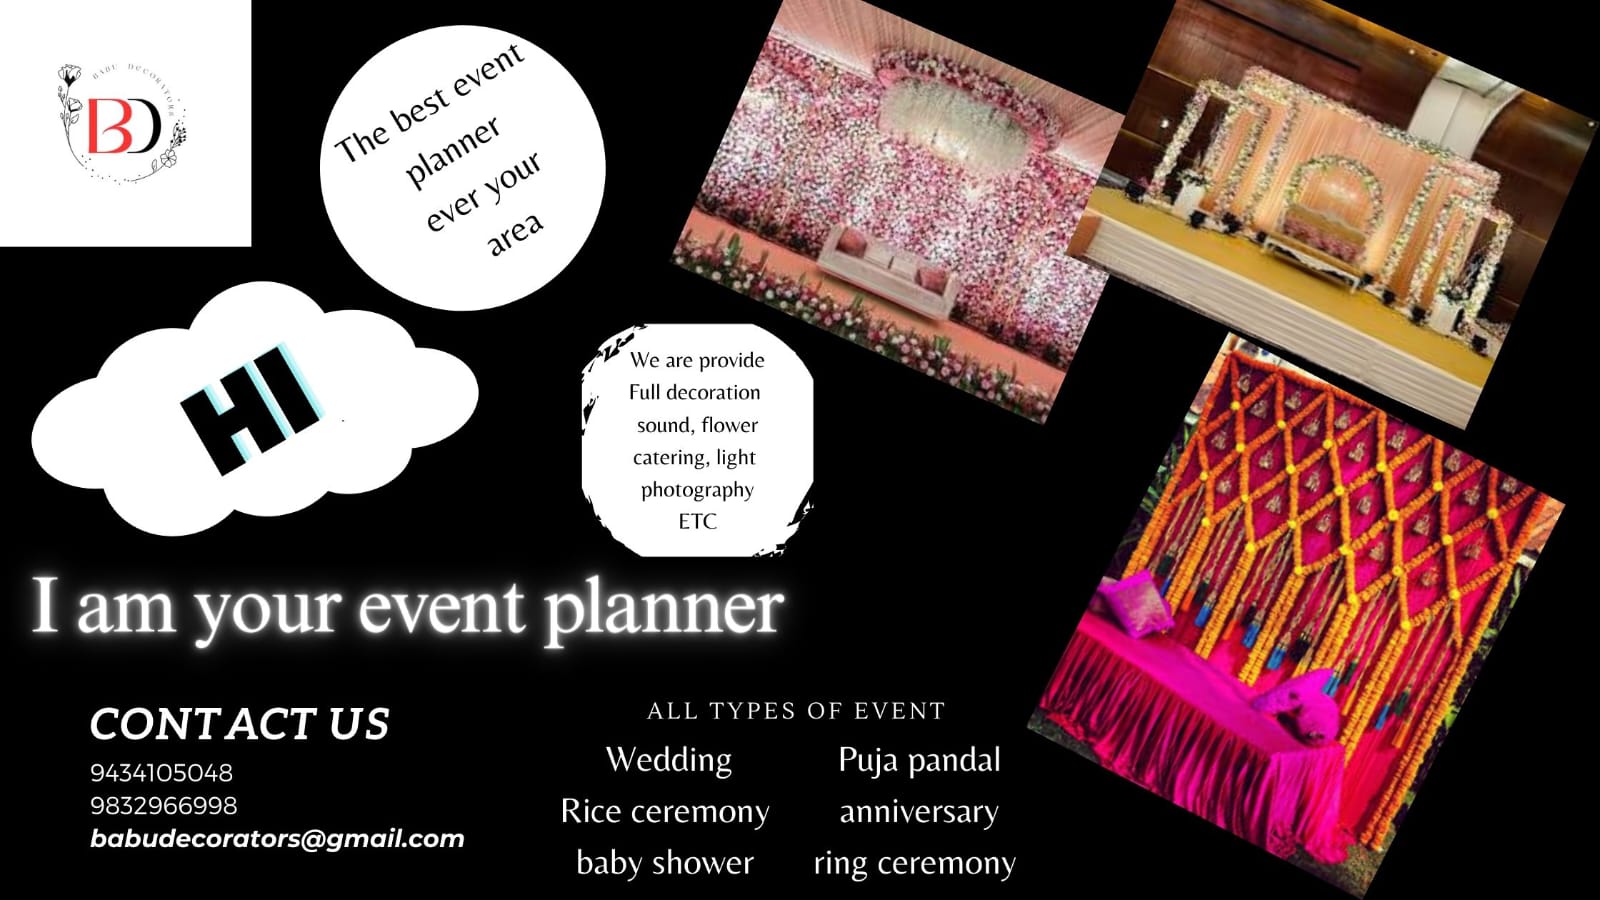 BABU DECORATORS
BD
The best event
planner
ever your
area
HI
We are provide
Full decoration
sound, flower
catering, light
photography
ETC
I am your event planner
CONTACT US
9434105048
9832966998
babudecorators@gmail.com
ALL TYPES OF EVENT
Wedding
Puja pandal
Rice ceremony
anniversary
baby shower
ring ceremony